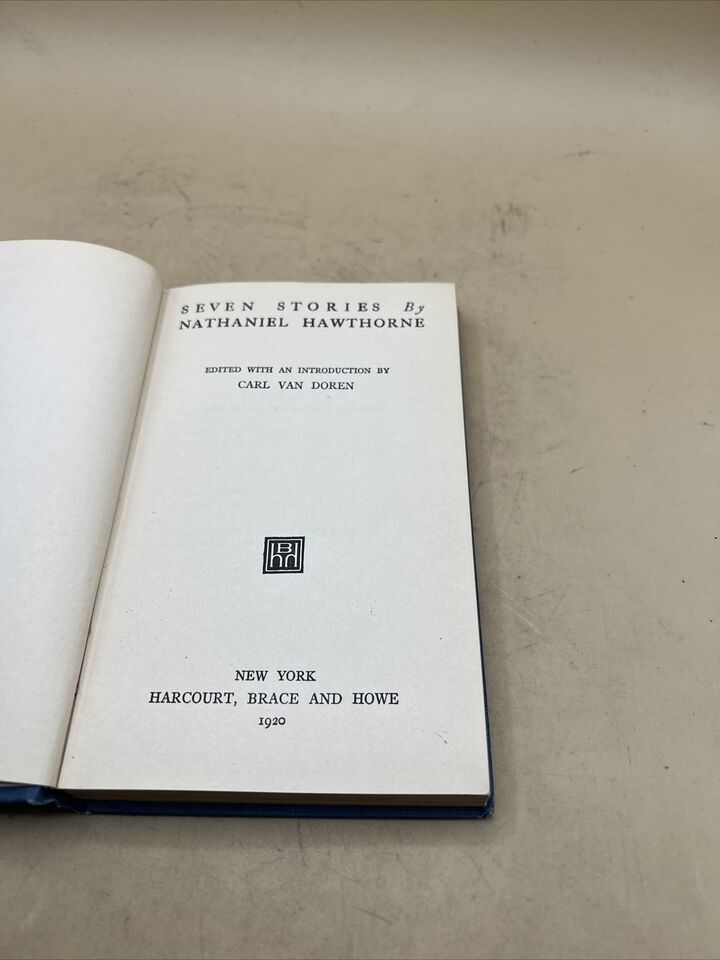 SEVEN STORIES By
NATHANIEL HAWTHORNE
EDITED WITH AN INTRODUCTION BY
CARL VAN DOREN
HBH
NEW YORK
HARCOURT, BRACE AND HOWE
1920